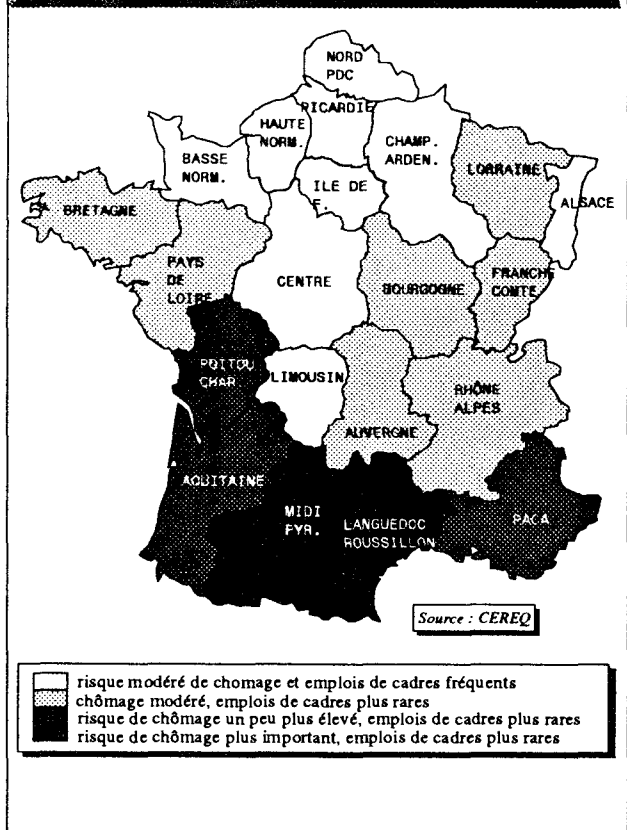 NORD
PDC
PICARDIE
HAUTE
NORM.
CHAMP.
ARDEN.
BASSE
NORM.
ILE DE
F.
LORRAINE
ALSACE
BRETAGNE
PAYS
DE
LOIRE
CENTRE
BOURGOGNE
FRANCHE
COMTE
POITOU
CHAR
LIMOUSIN
RHÔNE
ALPES
AUVERGNE
AQUITAINE
MIDI
PYR.
LANGUEDOC
ROUSSILLON
PACA
Source : CEREQ
risque modéré de chomage et emplois de cadres fréquents
chômage modéré, emplois de cadres plus rares
risque de chômage un peu plus élevé, emplois de cadres plus rares
risque de chômage plus important, emplois de cadres plus rares